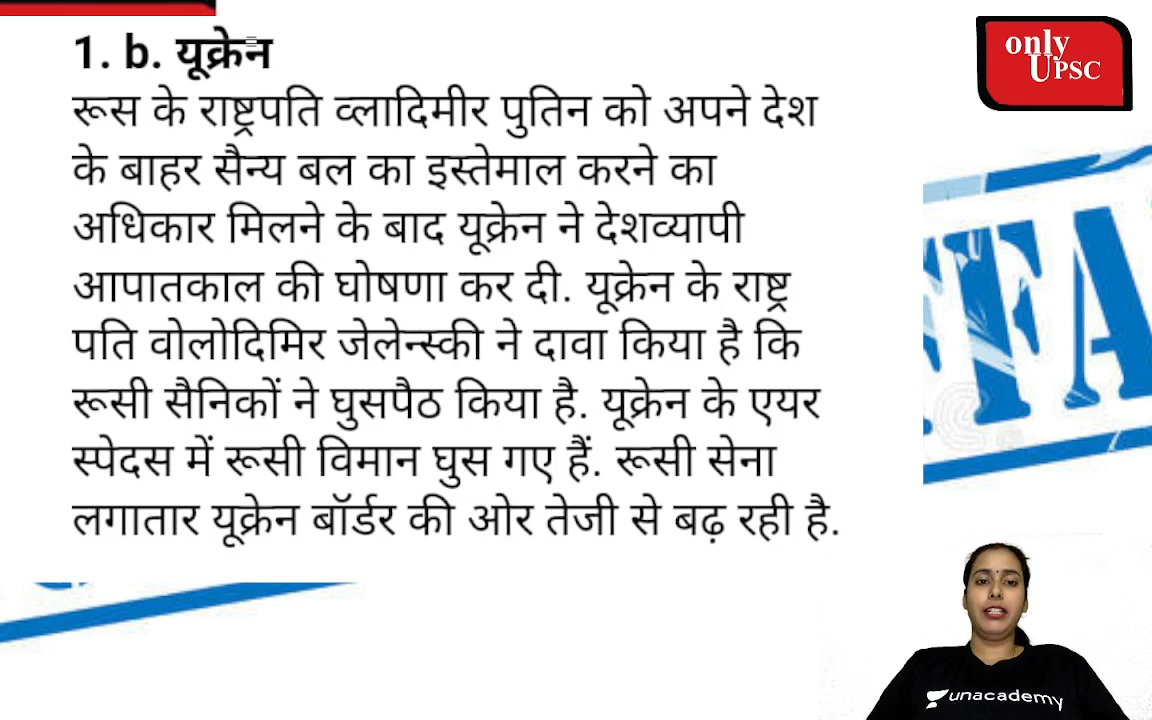 1. b. यूक्रेन
रूस के राष्ट्रपति व्लादिमीर पुतिन को अपने देश
के बाहर सैन्य बल का इस्तेमाल करने का
अधिकार मिलने के बाद यूक्रेन ने देशव्यापी
आपातकाल की घोषणा कर दी. यूक्रेन के राष्ट्र
पति वोलोदिमिर जेलेन्स्की ने दावा किया है कि
रूसी सैनिकों ने घुसपैठ किया है. यूक्रेन के एयर
स्पेदस में रूसी विमान घुस गए हैं. रूसी सेना
लगातार यूक्रेन बॉर्डर की ओर तेजी से बढ़ रही है.
only
UPSC
FA
unacademy